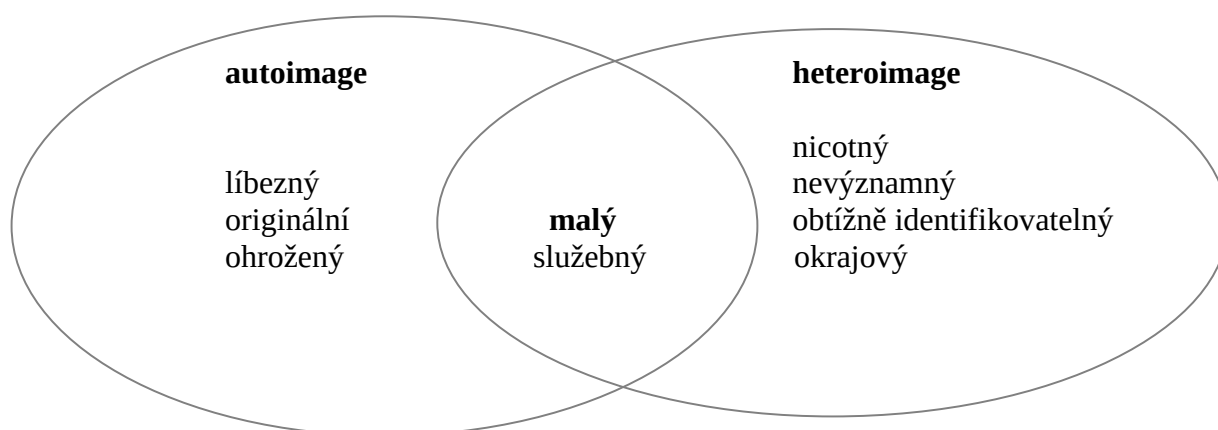 autoimage
líbezný
originální
ohrožený
malý
služebný
heteroimage
nicotný
nevýznamný
obtížně identifikovatelný
okrajový